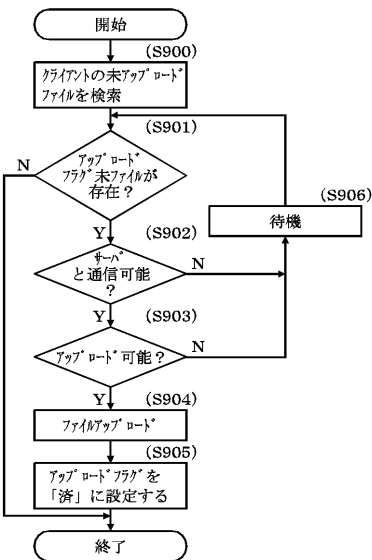 開始
(S900)
ｸﾗｲｱﾝﾄの未ｱｯﾌﾟﾛｰﾄﾞ
ﾌｧｲﾙを検索
(S901)
ｱｯﾌﾟﾛｰﾄﾞ
ﾌﾗｸﾞ未ﾌｧｲﾙが
存在？
N
Y
(S906)
待機
(S902)
ｻｰﾊﾞ
と通信可能
？
N
Y
(S903)
ｱｯﾌﾟﾛｰﾄﾞ可能？
N
Y
(S904)
ﾌｧｲﾙｱｯﾌﾟﾛｰﾄﾞ
(S905)
ｱｯﾌﾟﾛｰﾄﾞﾌﾗｸﾞを
「済」に設定する
終了